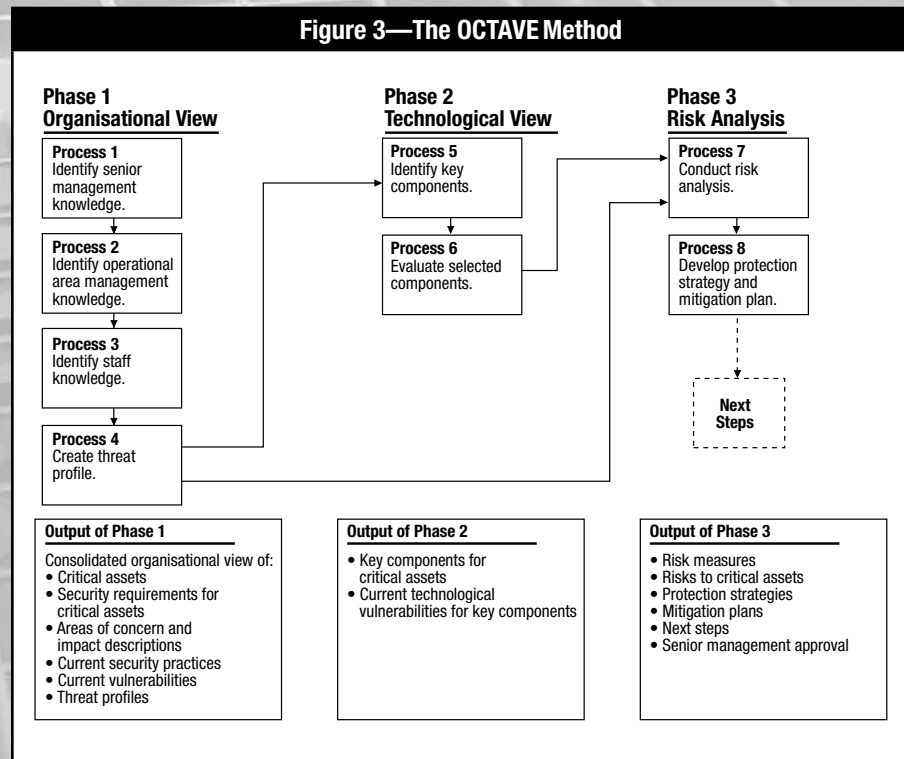 Figure 3—The OCTAVE Method
Phase 1
Organisational View
Process 1
Identify senior
management
knowledge.
Process 2
Identify operational
area management
knowledge.
Process 3
Identify staff
knowledge.
Process 4
Create threat
profile.
Phase 2
Technological View
Process 5
Identify key
components.
Process 6
Evaluate selected
components.
Phase 3
Risk Analysis
Process 7
Conduct risk
analysis.
Process 8
Develop protection
strategy and
mitigation plan.
Next
Steps
Output of Phase 1
Consolidated organisational view of:
• Critical assets
• Security requirements for
critical assets
• Areas of concern and
impact descriptions
• Current security practices
• Current vulnerabilities
• Threat profiles
Output of Phase 2
• Key components for
critical assets
• Current technological
vulnerabilities for key components
Output of Phase 3
• Risk measures
• Risks to critical assets
• Protection strategies
• Mitigation plans
• Next steps
• Senior management approval